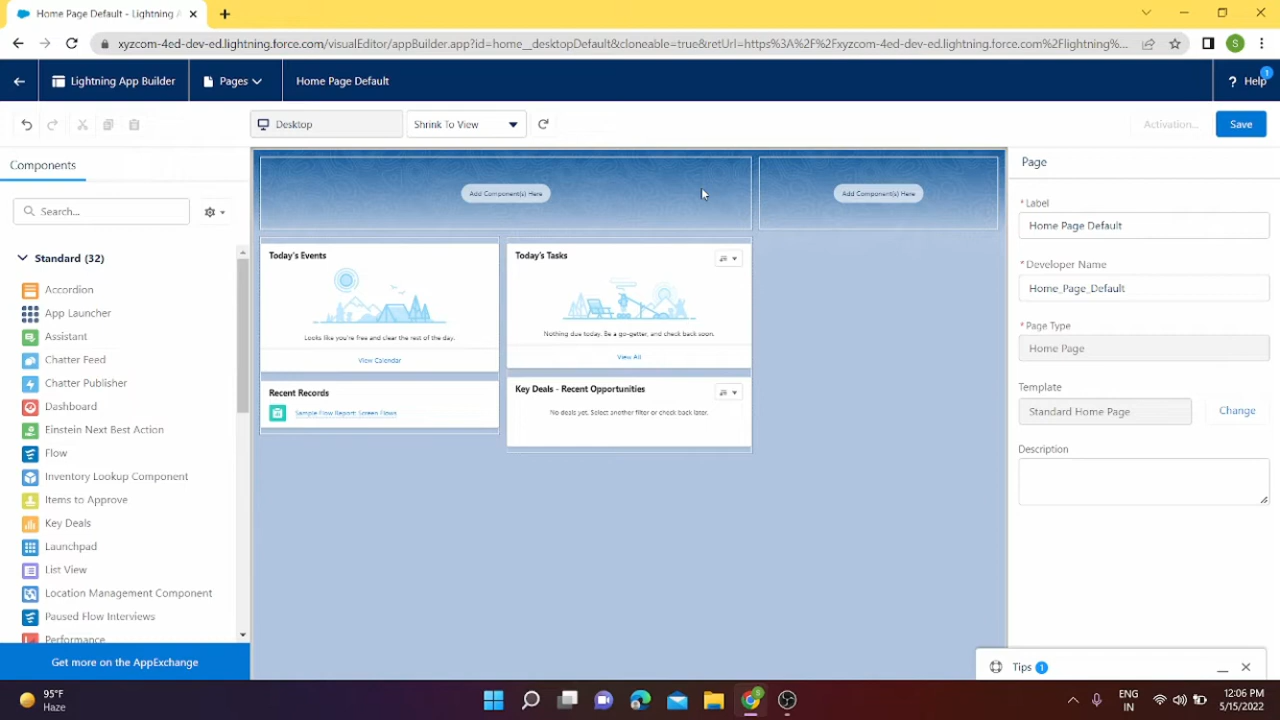 Home Page Default - Lightning A
xyzcom-4ed-dev-ed.lightning.force.com/visualEditor/appBuilder.app?id=home__desktopDefault&cloneable=true&retUrl=https%3A%2F%2Fxyzcom-4ed-dev-ed.lightning.force.com%2Flightning%...
S
Lightning App Builder
Pages
Home Page Default
? Help
1
Desktop
Shrink To View
Activation...
Save
Components
Search...
Standard (32)
Accordion
App Launcher
Assistant
Chatter Feed
Chatter Publisher
Dashboard
Einstein Next Best Action
Flow
Inventory Lookup Component
Items to Approve
Key Deals
Launchpad
List View
Location Management Component
Paused Flow Interviews
Performance
Get more on the AppExchange
Add Component(s) Here
Add Component(s) Here
Today's Events
Looks like you're free and clear the rest of the day.
View Calendar
Recent Records
Sample Flow Report: Screen Flows
Today's Tasks
Nothing due today. Be a go-getter, and check back soon.
View All
Key Deals - Recent Opportunities
No deals yet. Select another filter or check back later.
Page
*Label
Home Page Default
*Developer Name
Home_Page_Default
*Page Type
Home Page
Template
Standard Home Page
Change
Description
Tips 1
95°F
Haze
S
ENG
IN
12:06 PM
5/15/2022